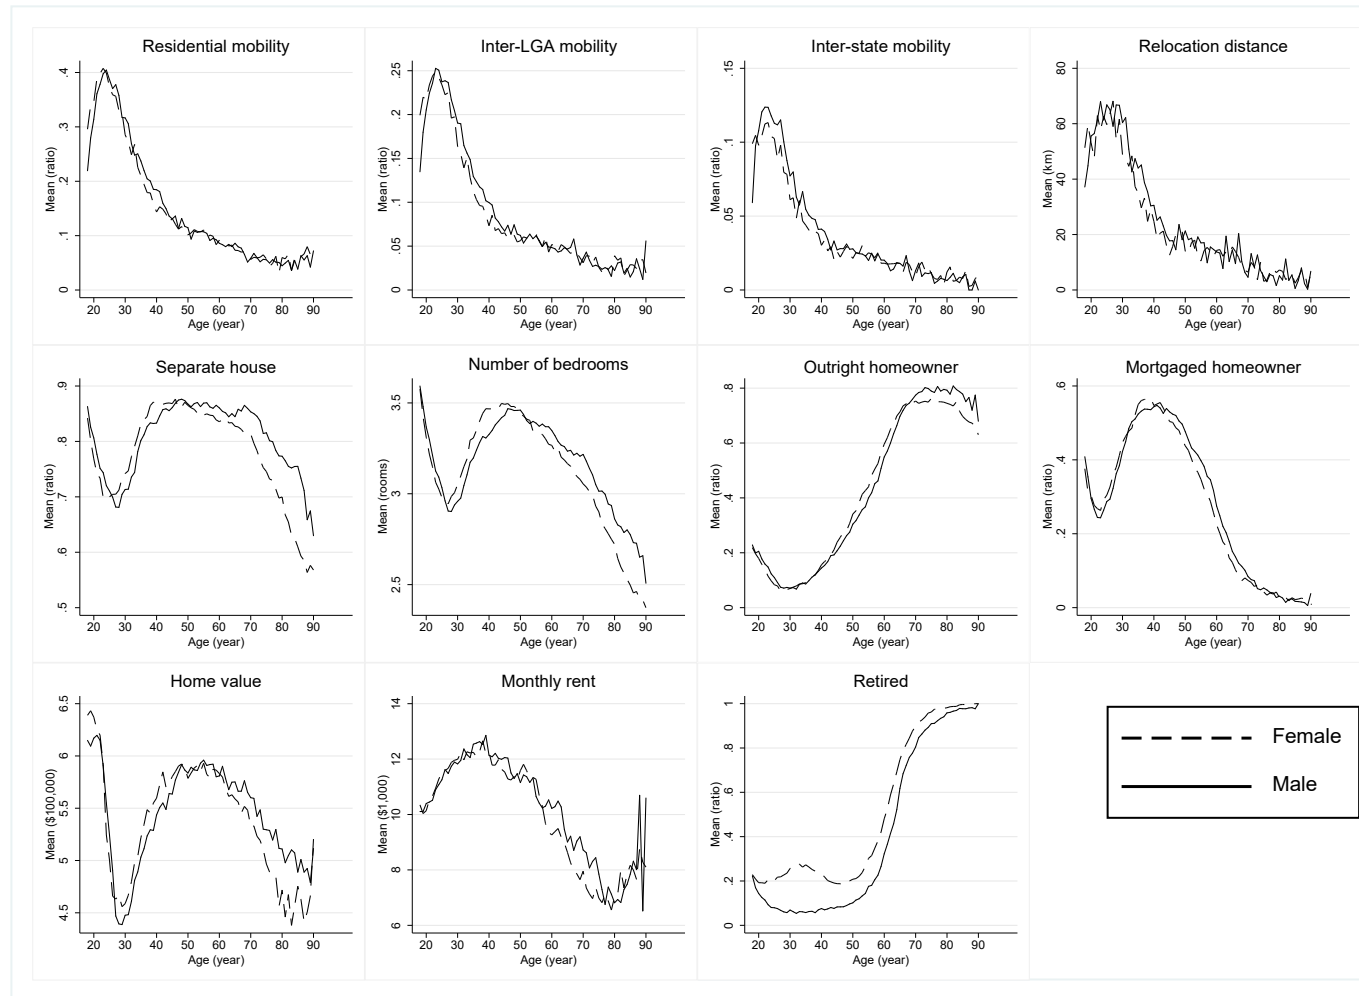 Residential mobility
Mean (ratio)
.4
.3
.2
.1
0
20 30 40 50 60 70 80 90
Age (year)
Inter-LGA mobility
Mean (ratio)
.25
.2
.15
.1
.05
0
20 30 40 50 60 70 80 90
Age (year)
Inter-state mobility
Mean (ratio)
.15
.1
.05
0
20 30 40 50 60 70 80 90
Age (year)
Relocation distance
Mean (km)
80
60
40
20
0
20 30 40 50 60 70 80 90
Age (year)
Separate house
Mean (ratio)
.9
.8
.7
.6
.5
20 30 40 50 60 70 80 90
Age (year)
Number of bedrooms
Mean (rooms)
3.5
3
2.5
20 30 40 50 60 70 80 90
Age (year)
Outright homeowner
Mean (ratio)
.8
.6
.4
.2
0
20 30 40 50 60 70 80 90
Age (year)
Mortgaged homeowner
Mean (ratio)
.6
.4
.2
0
20 30 40 50 60 70 80 90
Age (year)
Home value
Mean ($100,000)
6.5
6
5.5
5
4.5
20 30 40 50 60 70 80 90
Age (year)
Monthly rent
Mean ($1,000)
14
12
10
8
6
20 30 40 50 60 70 80 90
Age (year)
Retired
Mean (ratio)
1
.8
.6
.4
.2
0
20 30 40 50 60 70 80 90
Age (year)
Female
Male